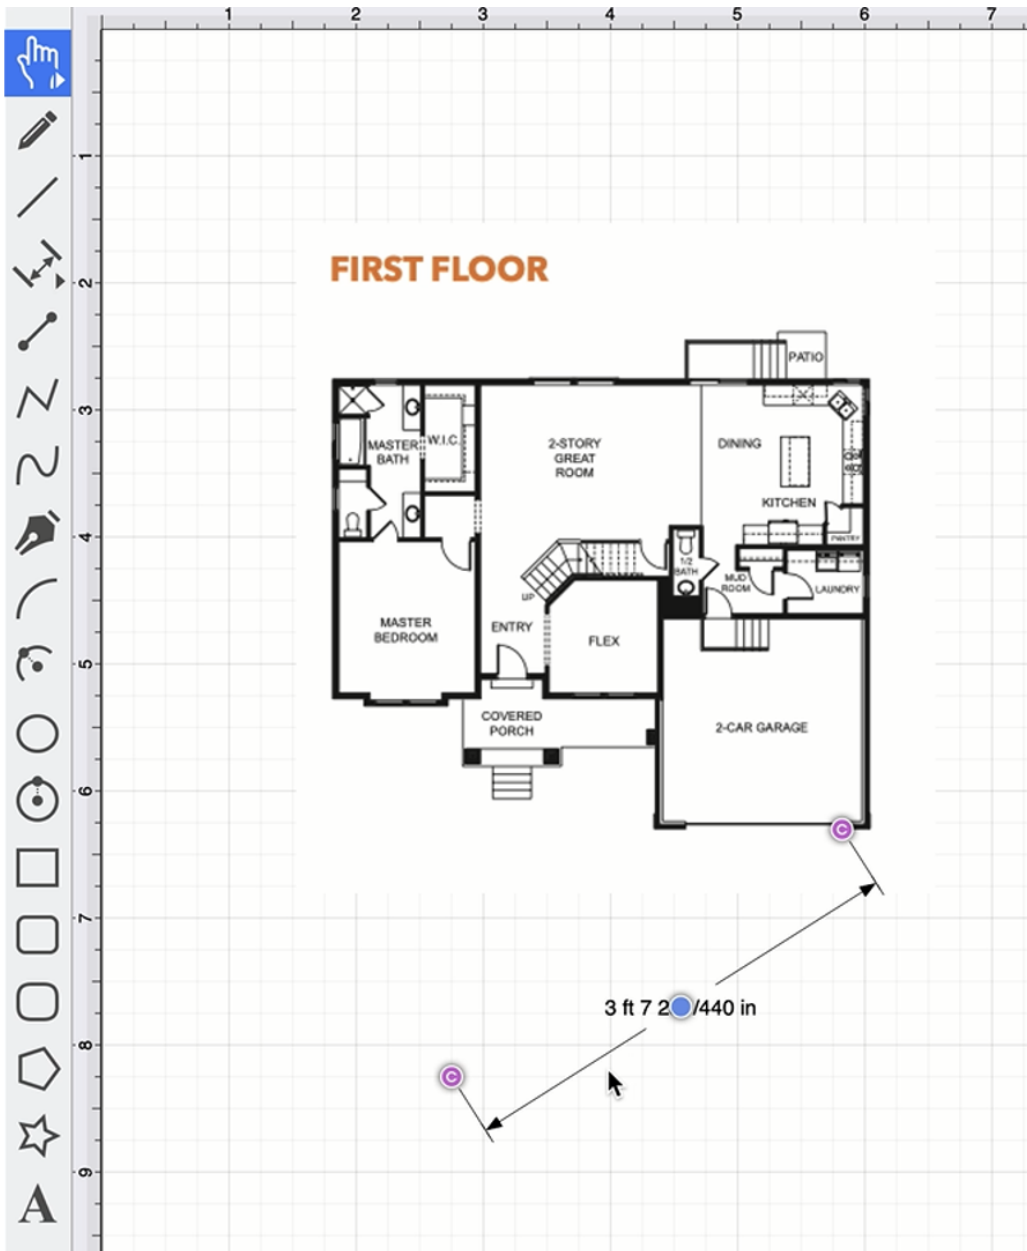 1 2 3 4 5 6 7
1
2
3
4
5
6
7
8
9
FIRST FLOOR
PATIO
MASTER
BATH
W.I.C.
2-STORY
GREAT
ROOM
DINING
KITCHEN
PANTRY
1/2
BATH
MUD
ROOM
LAUNDRY
UP
MASTER
BEDROOM
ENTRY
FLEX
COVERED
PORCH
2-CAR GARAGE
C
3 ft 7 2 /440 in
C
A